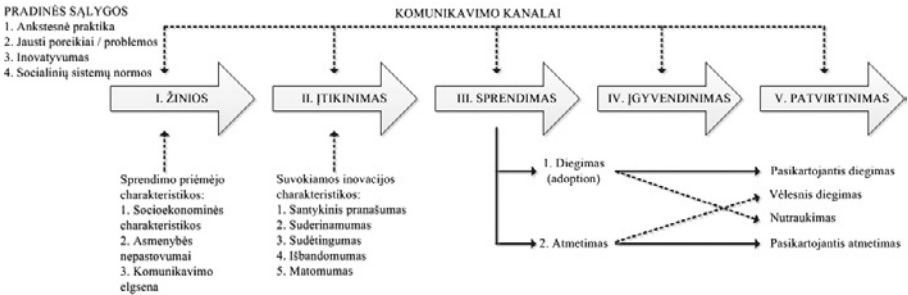 PRADINĖS SĄLYGOS
1. Ankstesnė praktika
2. Jausti poreikiai / problemos
3. Inovatyvumas
4. Socialinių sistemų normos
KOMUNIKAVIMO KANALAI
I. ŽINIOS
II. ĮTIKINIMAS
III. SPRENDIMAS
IV. ĮGYVENDINIMAS
V. PATVIRTINIMAS
Sprendimo priėmėjo
charakteristikos:
1. Socioekonominės
charakteristikos
2. Asmenybės
nepastovumai
3. Komunikavimo
elgsena
Suvokiamos inovacijos
charakteristikos:
1. Santykinis pranašumas
2. Suderinamumas
3. Sudėtingumas
4. Išbandomumas
5. Matomumas
1. Diegimas
(adoption)
2. Atmetimas
Pasikartojantis diegimas
Vėlesnis diegimas
Nutraukimas
Pasikartojantis atmetimas